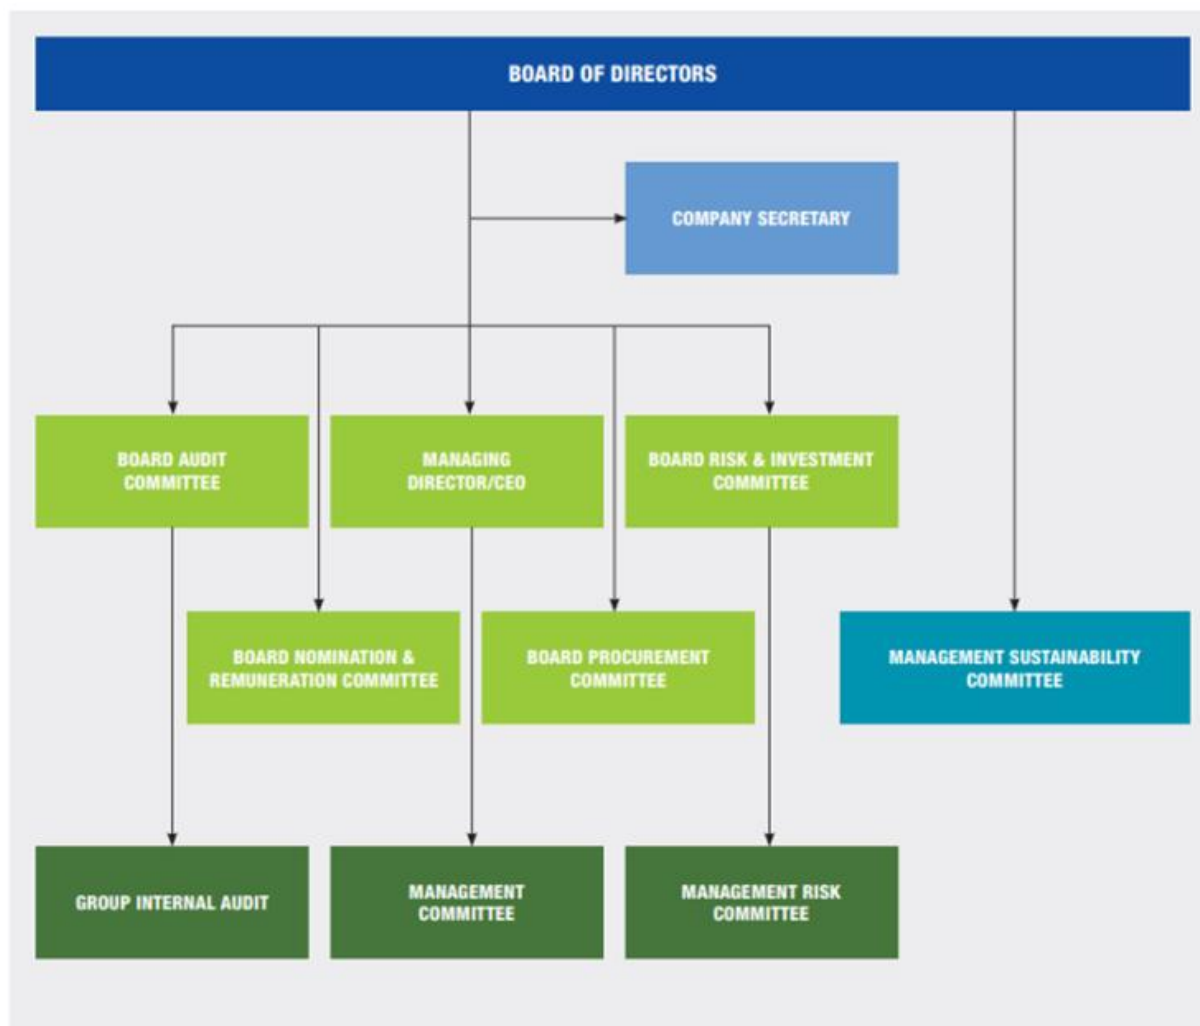 BOARD OF DIRECTORS
COMPANY SECRETARY
BOARD AUDIT
COMMITTEE
MANAGING
DIRECTOR/CEO
BOARD RISK & INVESTMENT
COMMITTEE
BOARD NOMINATION &
REMUNERATION COMMITTEE
BOARD PROCUREMENT
COMMITTEE
MANAGEMENT SUSTAINABILITY
COMMITTEE
GROUP INTERNAL AUDIT
MANAGEMENT
COMMITTEE
MANAGEMENT RISK
COMMITTEE